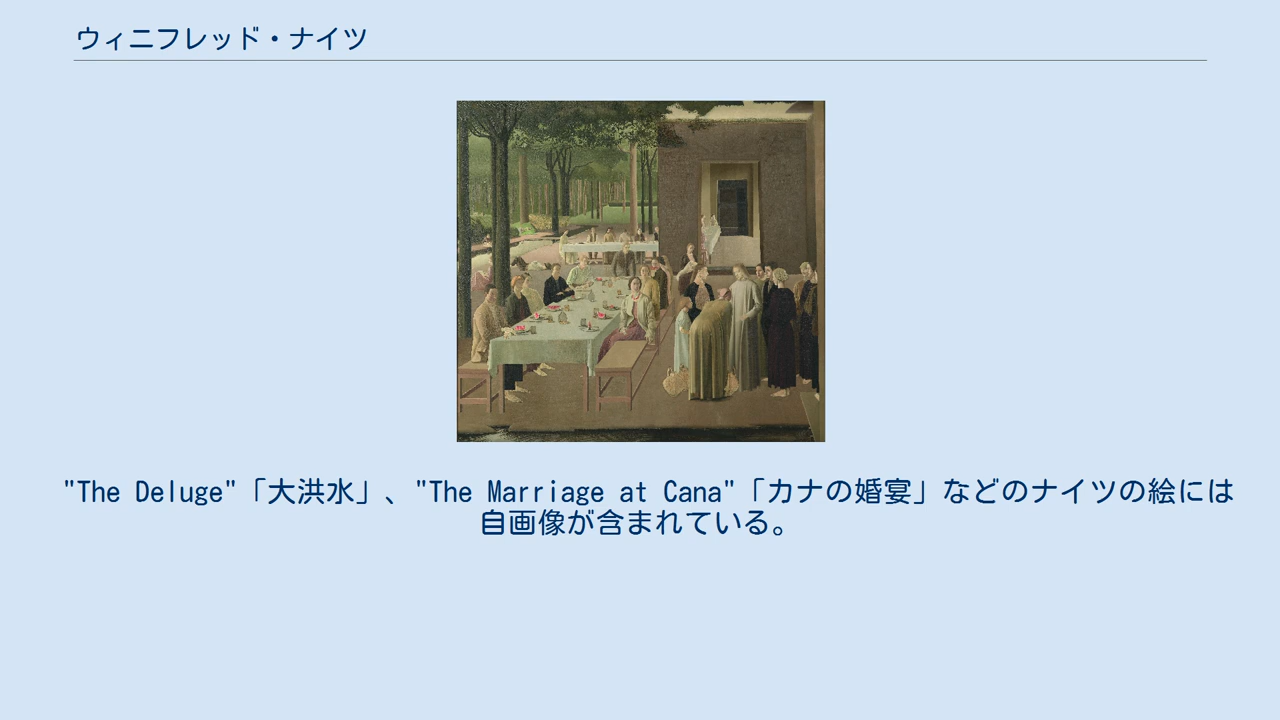 ウィニフレッド・ナイツ
"The Deluge"「大洪水」、"The Marriage at Cana"「カナの婚宴」などのナイツの絵には
自画像が含まれている。